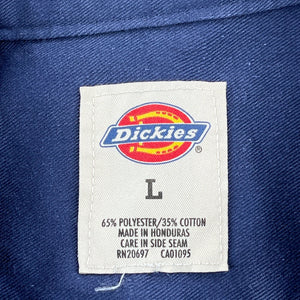 Dickies
®
L
65% POLYESTER/35% COTTON
MADE IN HONDURAS
CARE IN SIDE SEAM
RN20697 CA01095